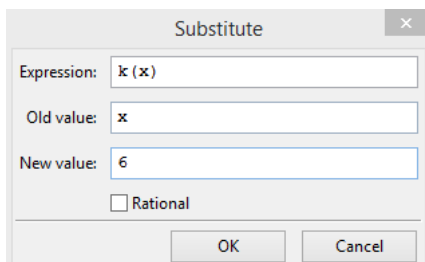 Substitute
Expression: k(x)
Old value: x
New value: 6
Rational
OK Cancel